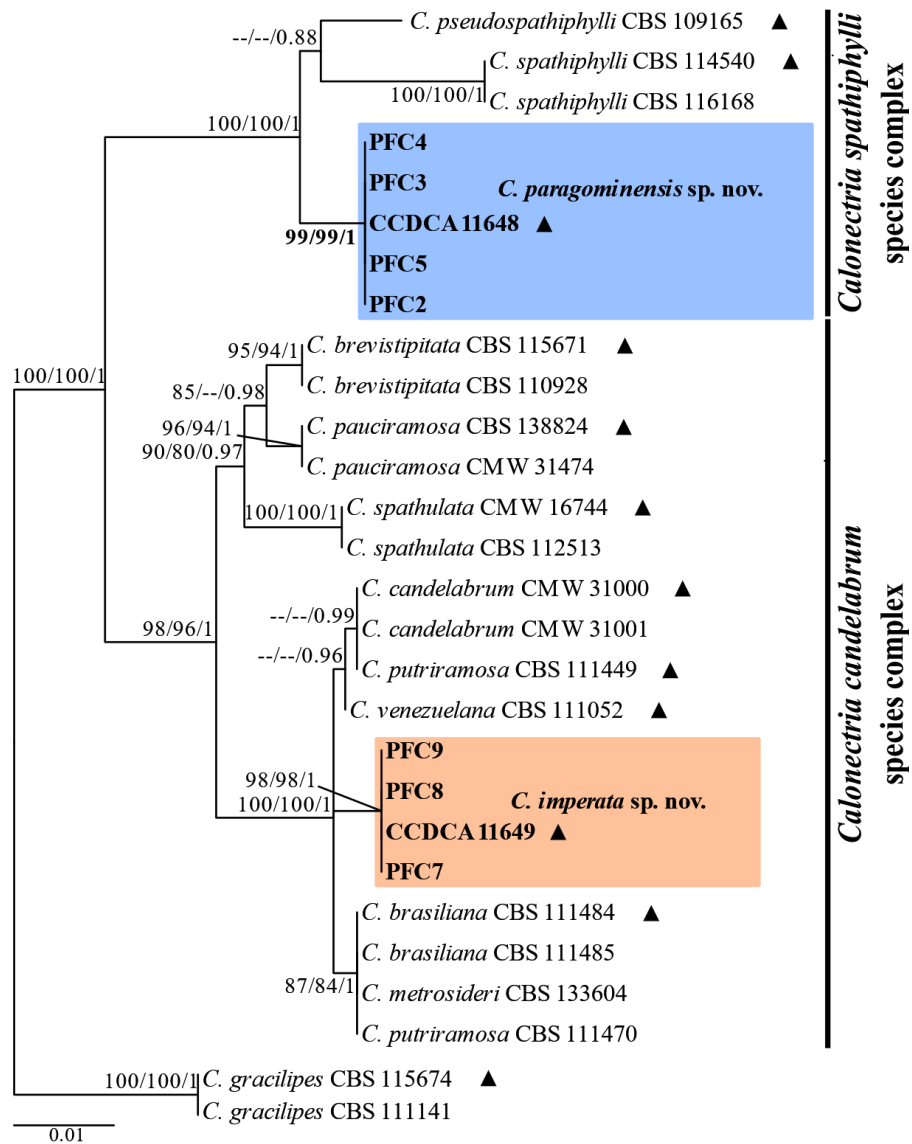 C. pseudospathiphylli CBS 109165 ▲
--/--/0.88
C. spathiphylli CBS 114540 ▲
100/100/1
C. spathiphylli CBS 116168
100/100/1
PFC4
PFC3
C. paragominensis sp. nov.
CCDCA 11648 ▲
99/99/1
PFC5
PFC2
Calonectria spathiphylli
species complex
C. brevistipitata CBS 115671 ▲
95/94/1
100/100/1
C. brevistipitata CBS 110928
85/--/0.98
C. pauciramosa CBS 138824 ▲
96/94/1
90/80/0.97
C. pauciramosa CMW 31474
C. spathulata CMW 16744 ▲
100/100/1
C. spathulata CBS 112513
C. candelabrum CMW 31000 ▲
--/--/0.99
98/96/1
C. candelabrum CMW 31001
--/--/0.96
C. putriramosa CBS 111449 ▲
C. venezuelana CBS 111052 ▲
PFC9
98/98/1
PFC8
100/100/1
C. imperata sp. nov.
CCDCA 11649 ▲
PFC7
C. brasiliana CBS 111484 ▲
C. brasiliana CBS 111485
87/84/1
C. metrosideri CBS 133604
C. putriramosa CBS 111470
Calonectria candelabrum
species complex
100/100/1
C. gracilipes CBS 115674 ▲
C. gracilipes CBS 111141
0.01